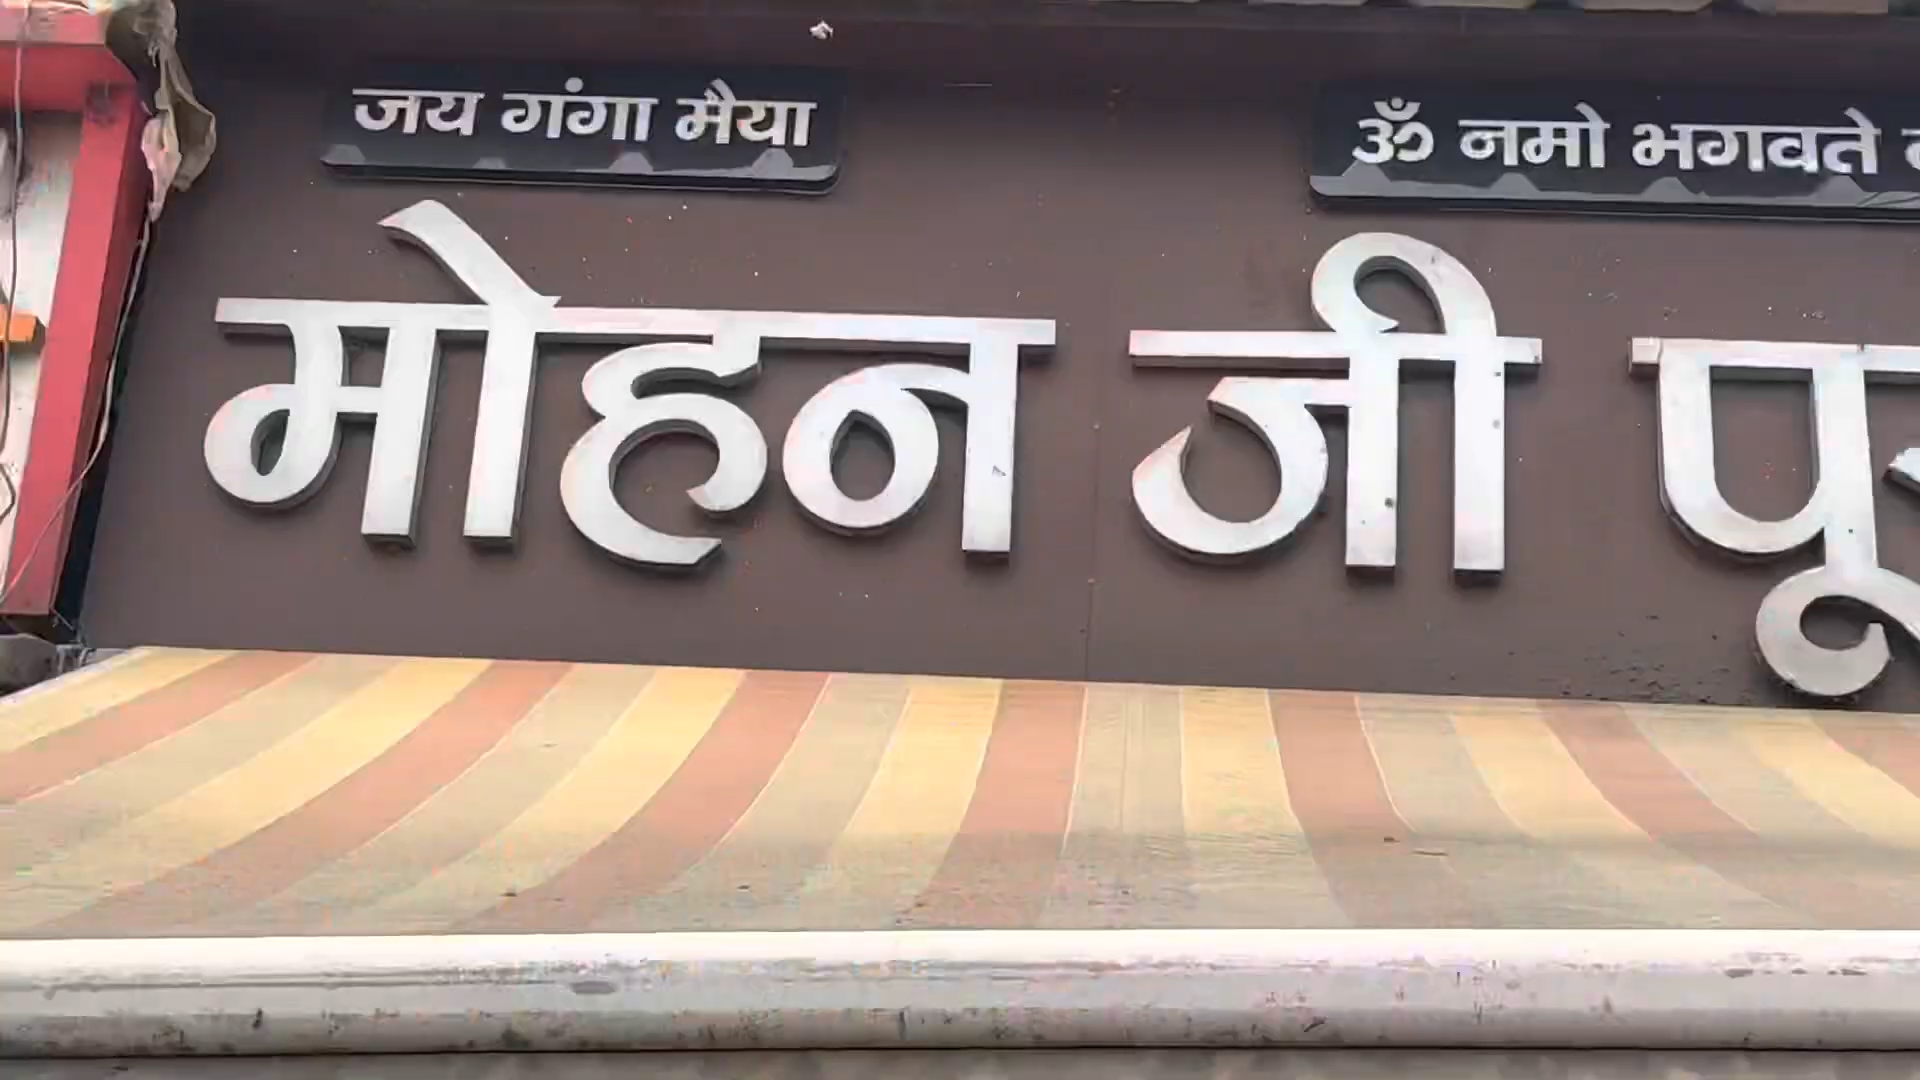 जय गंगा मैया
ॐ नमो भगवते
मोहन जी